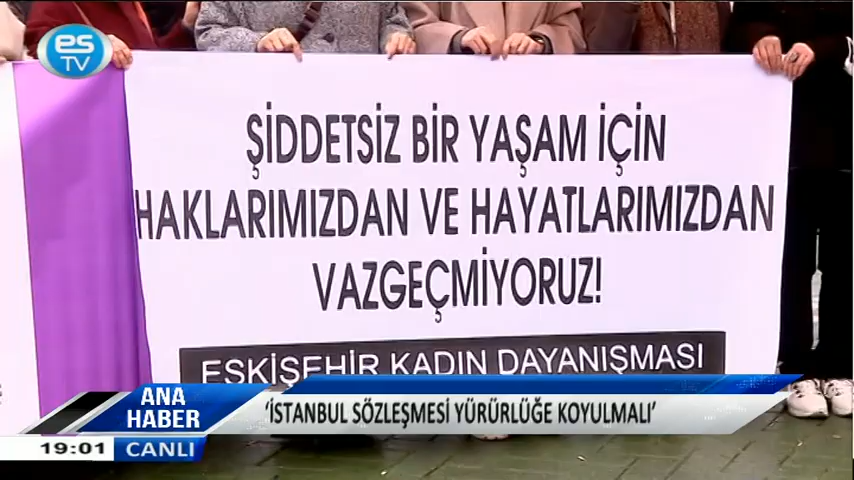 es
TV
ŞİDDETSİZ BİR YAŞAM İÇİN
HAKLARIMIZDAN VE HAYATLARIMIZDAN
VAZGEÇMİYORUZ!
ESKİŞEHİR KADIN DAYANIŞMASI
ANA
HABER
'İSTANBUL SÖZLEŞMESİ YÜRÜRLÜĞE KOYULMALI'
19:01 CANLI